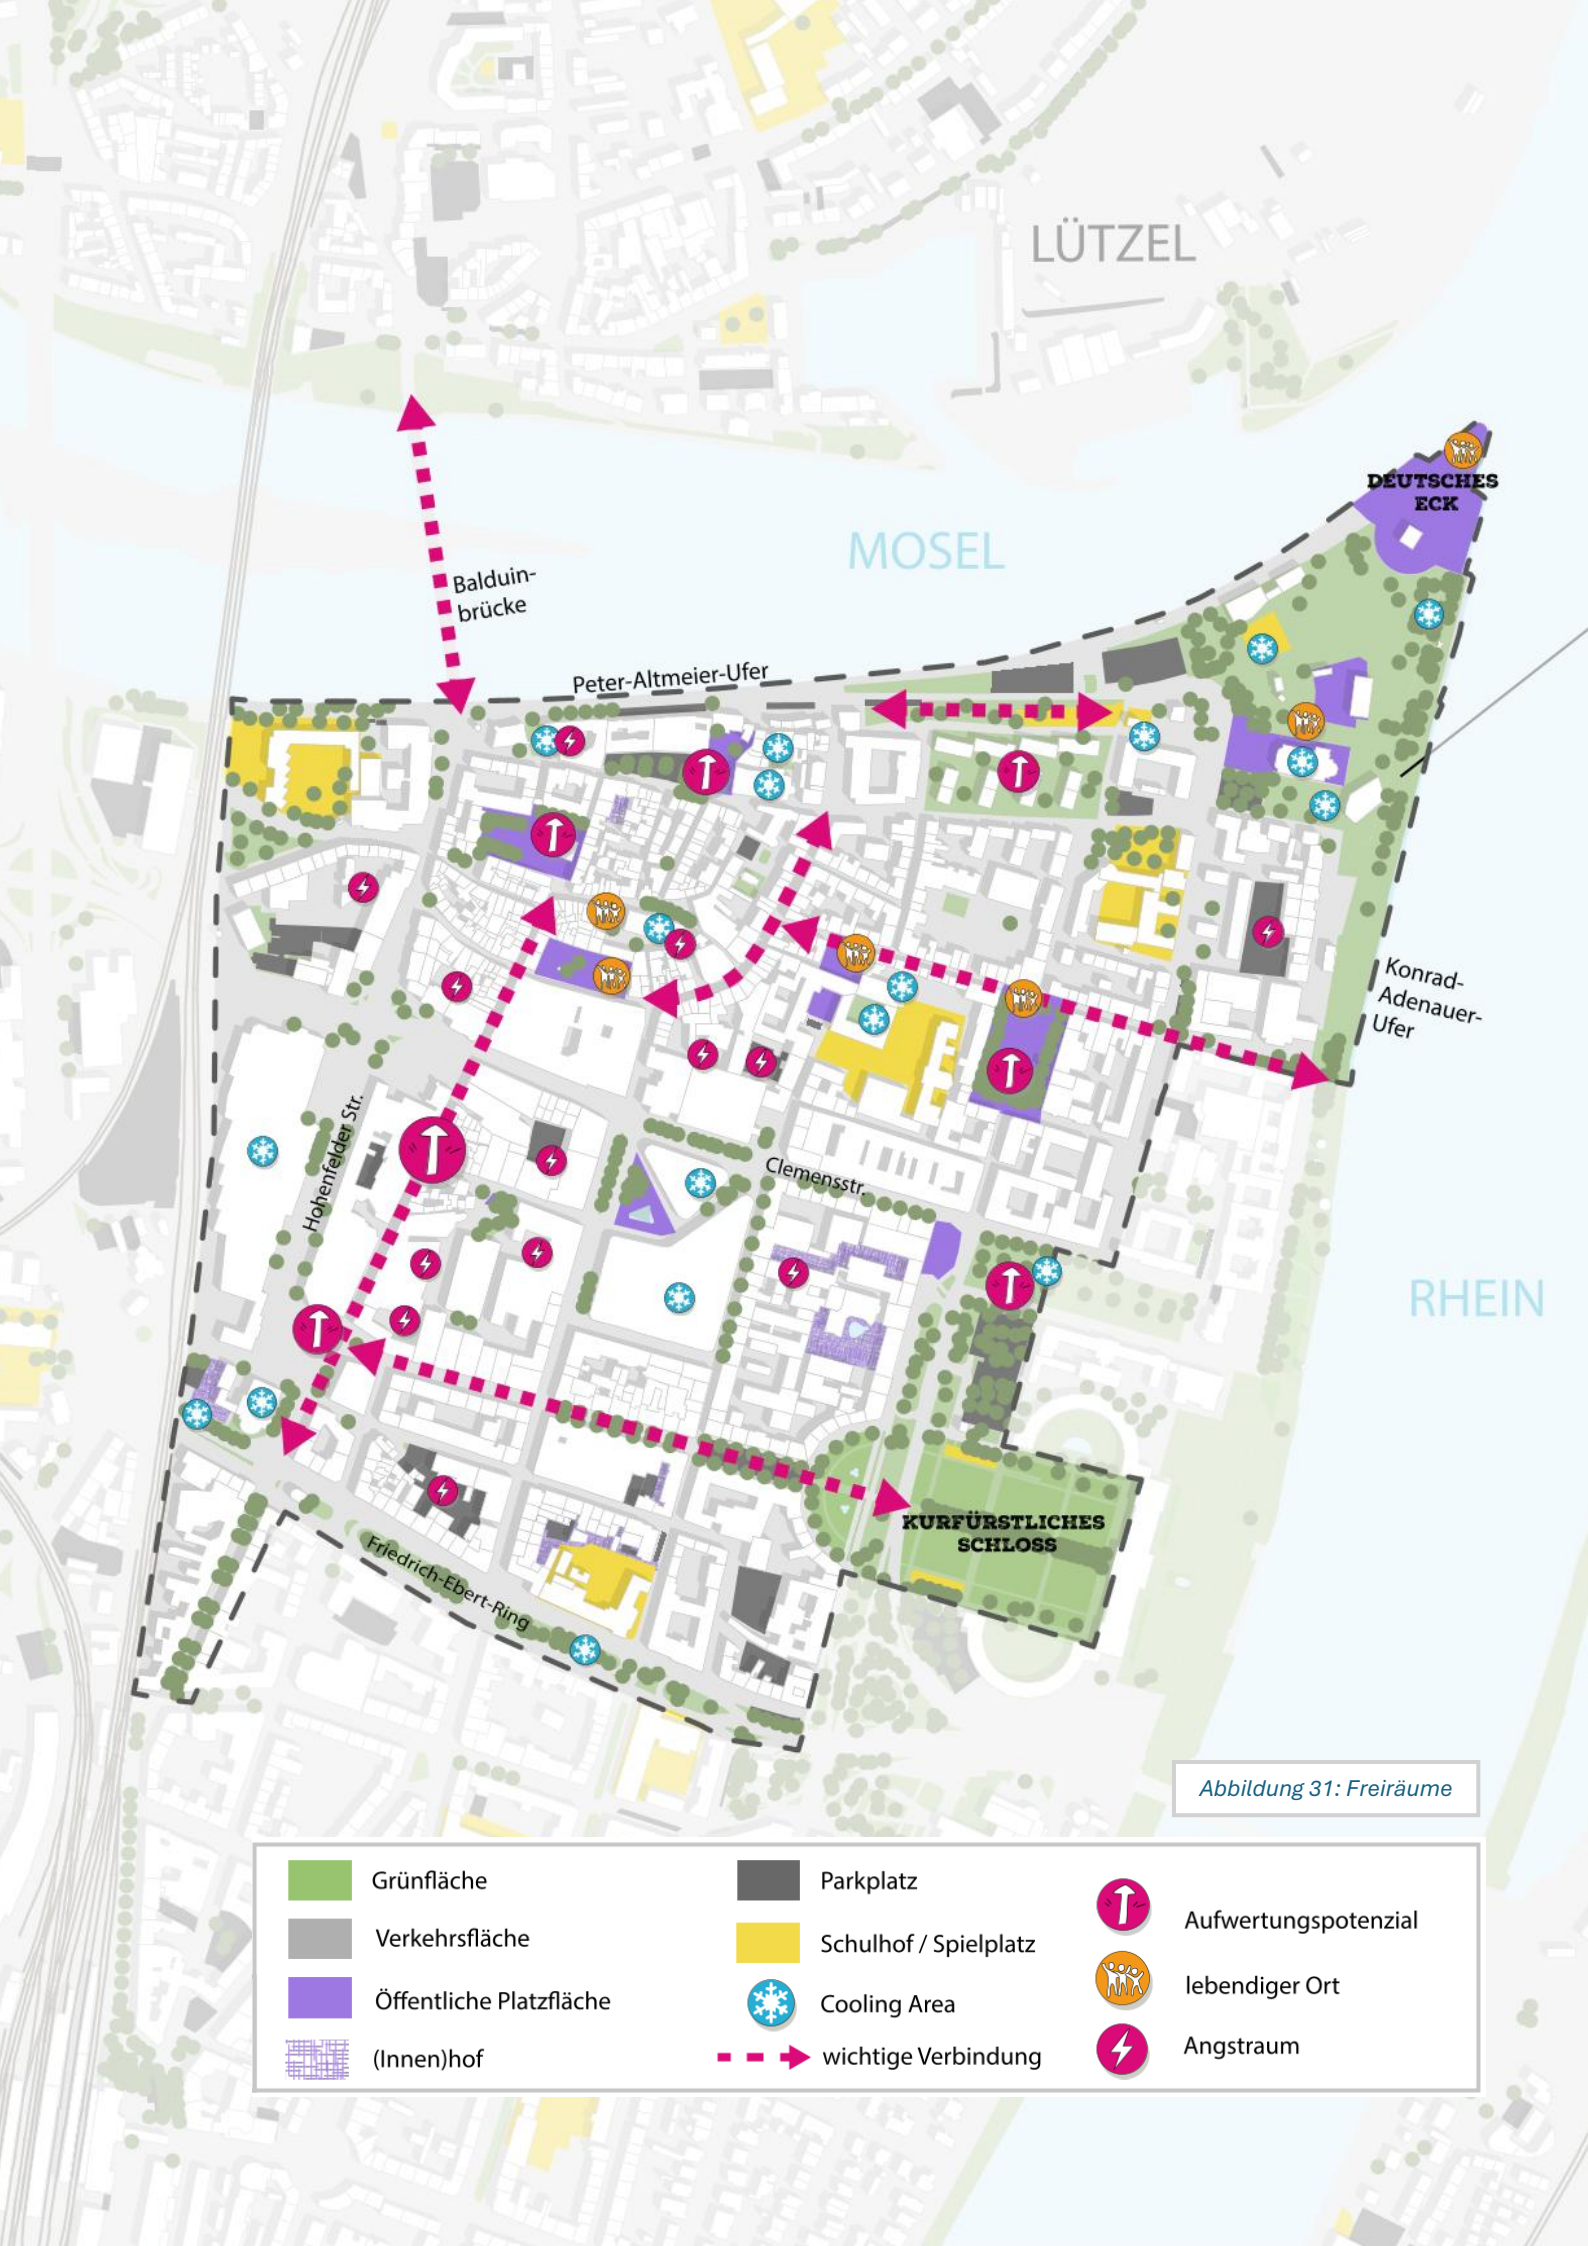 LÜTZEL
DEUTSCHES
ECK
MOSEL
Balduin-
brücke
Peter-Altmeier-Ufer
Konrad-
Adenauer-
Ufer
Hohenfelder Str.
Clemensstr.
RHEIN
KURFÜRSTLICHES
SCHLOSS
Friedrich-Ebert-Ring
Abbildung 31: Freiräume
Grünfläche
Verkehrsfläche
Öffentliche Platzfläche
(Innen)hof
Parkplatz
Schulhof / Spielplatz
Cooling Area
wichtige Verbindung
Aufwertungspotenzial
lebendiger Ort
Angstraum